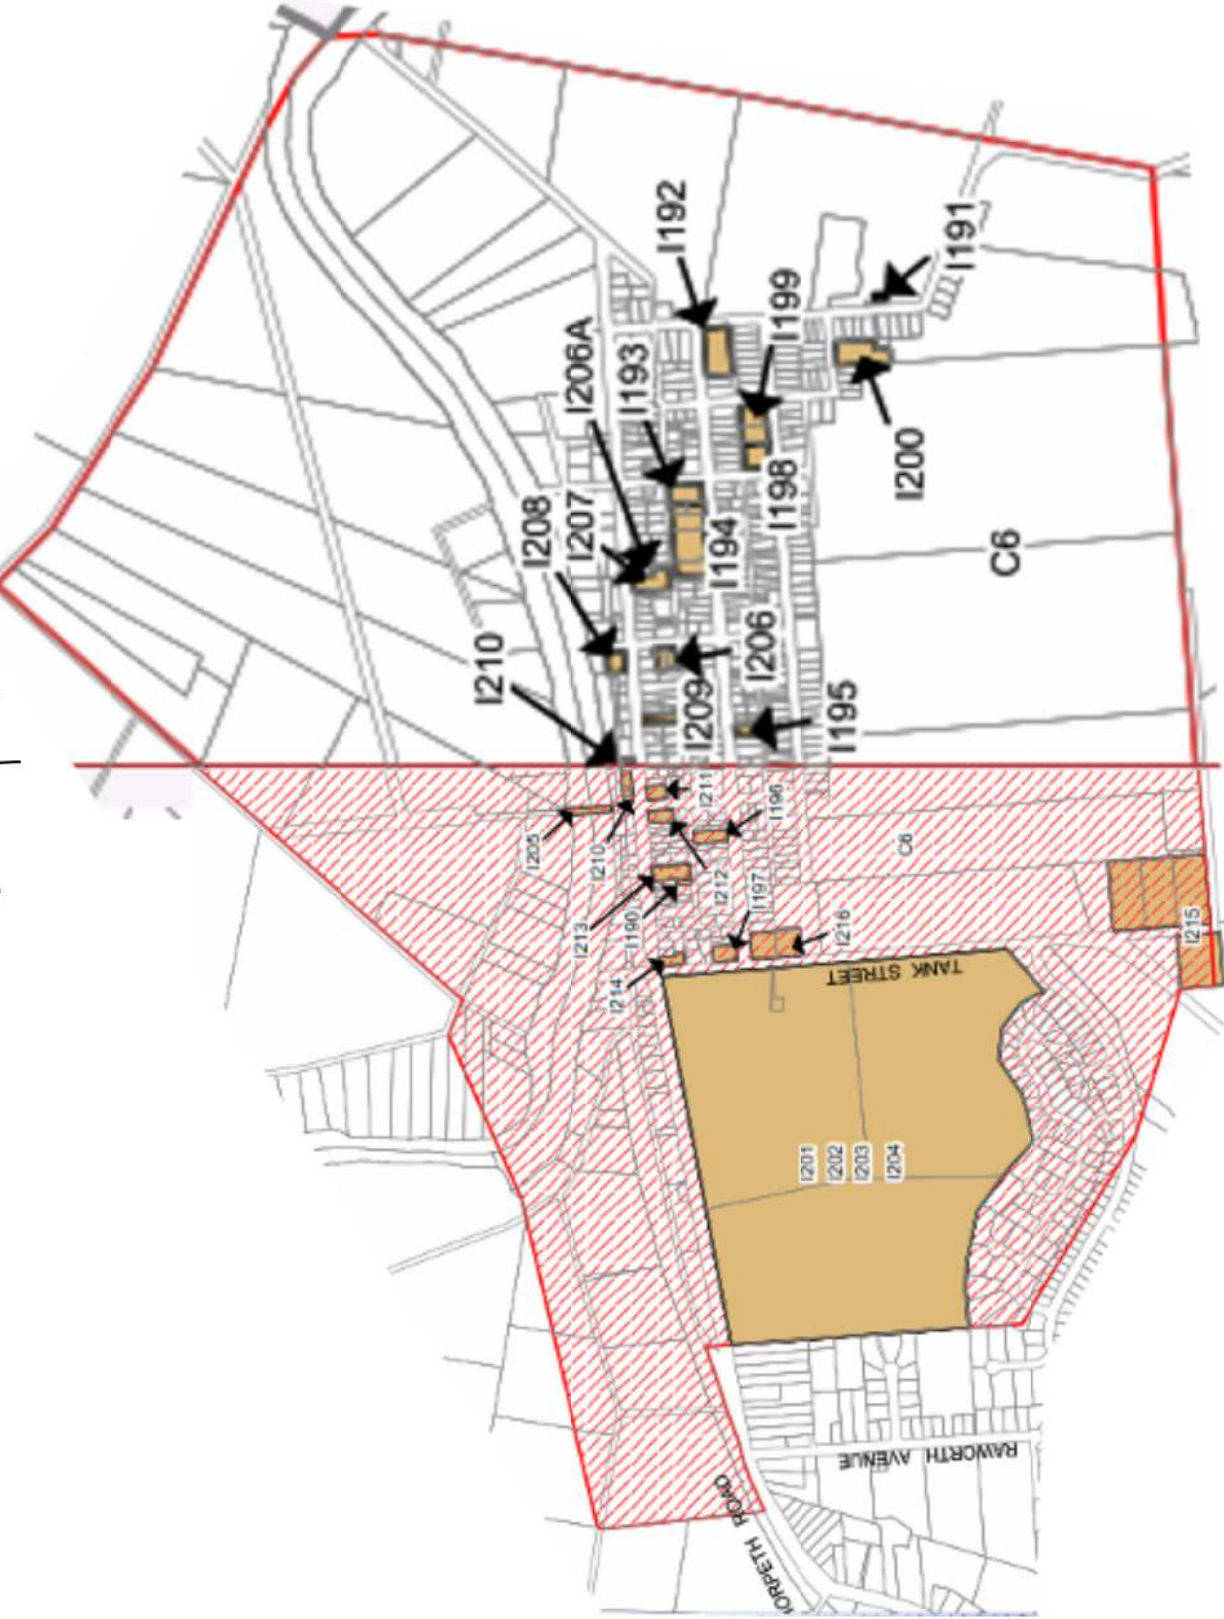 I192
I191
I199
I206A
I193
I200
I208
I207
I198
I194
C6
I210
I206
I209
I195
I211
I196
I205
I210
C6
I212
I197
I213
I190
I216
I215
I214
TANK STREET
I201
I202
I203
I204
RAWORTH AVENUE
MORPETH ROAD